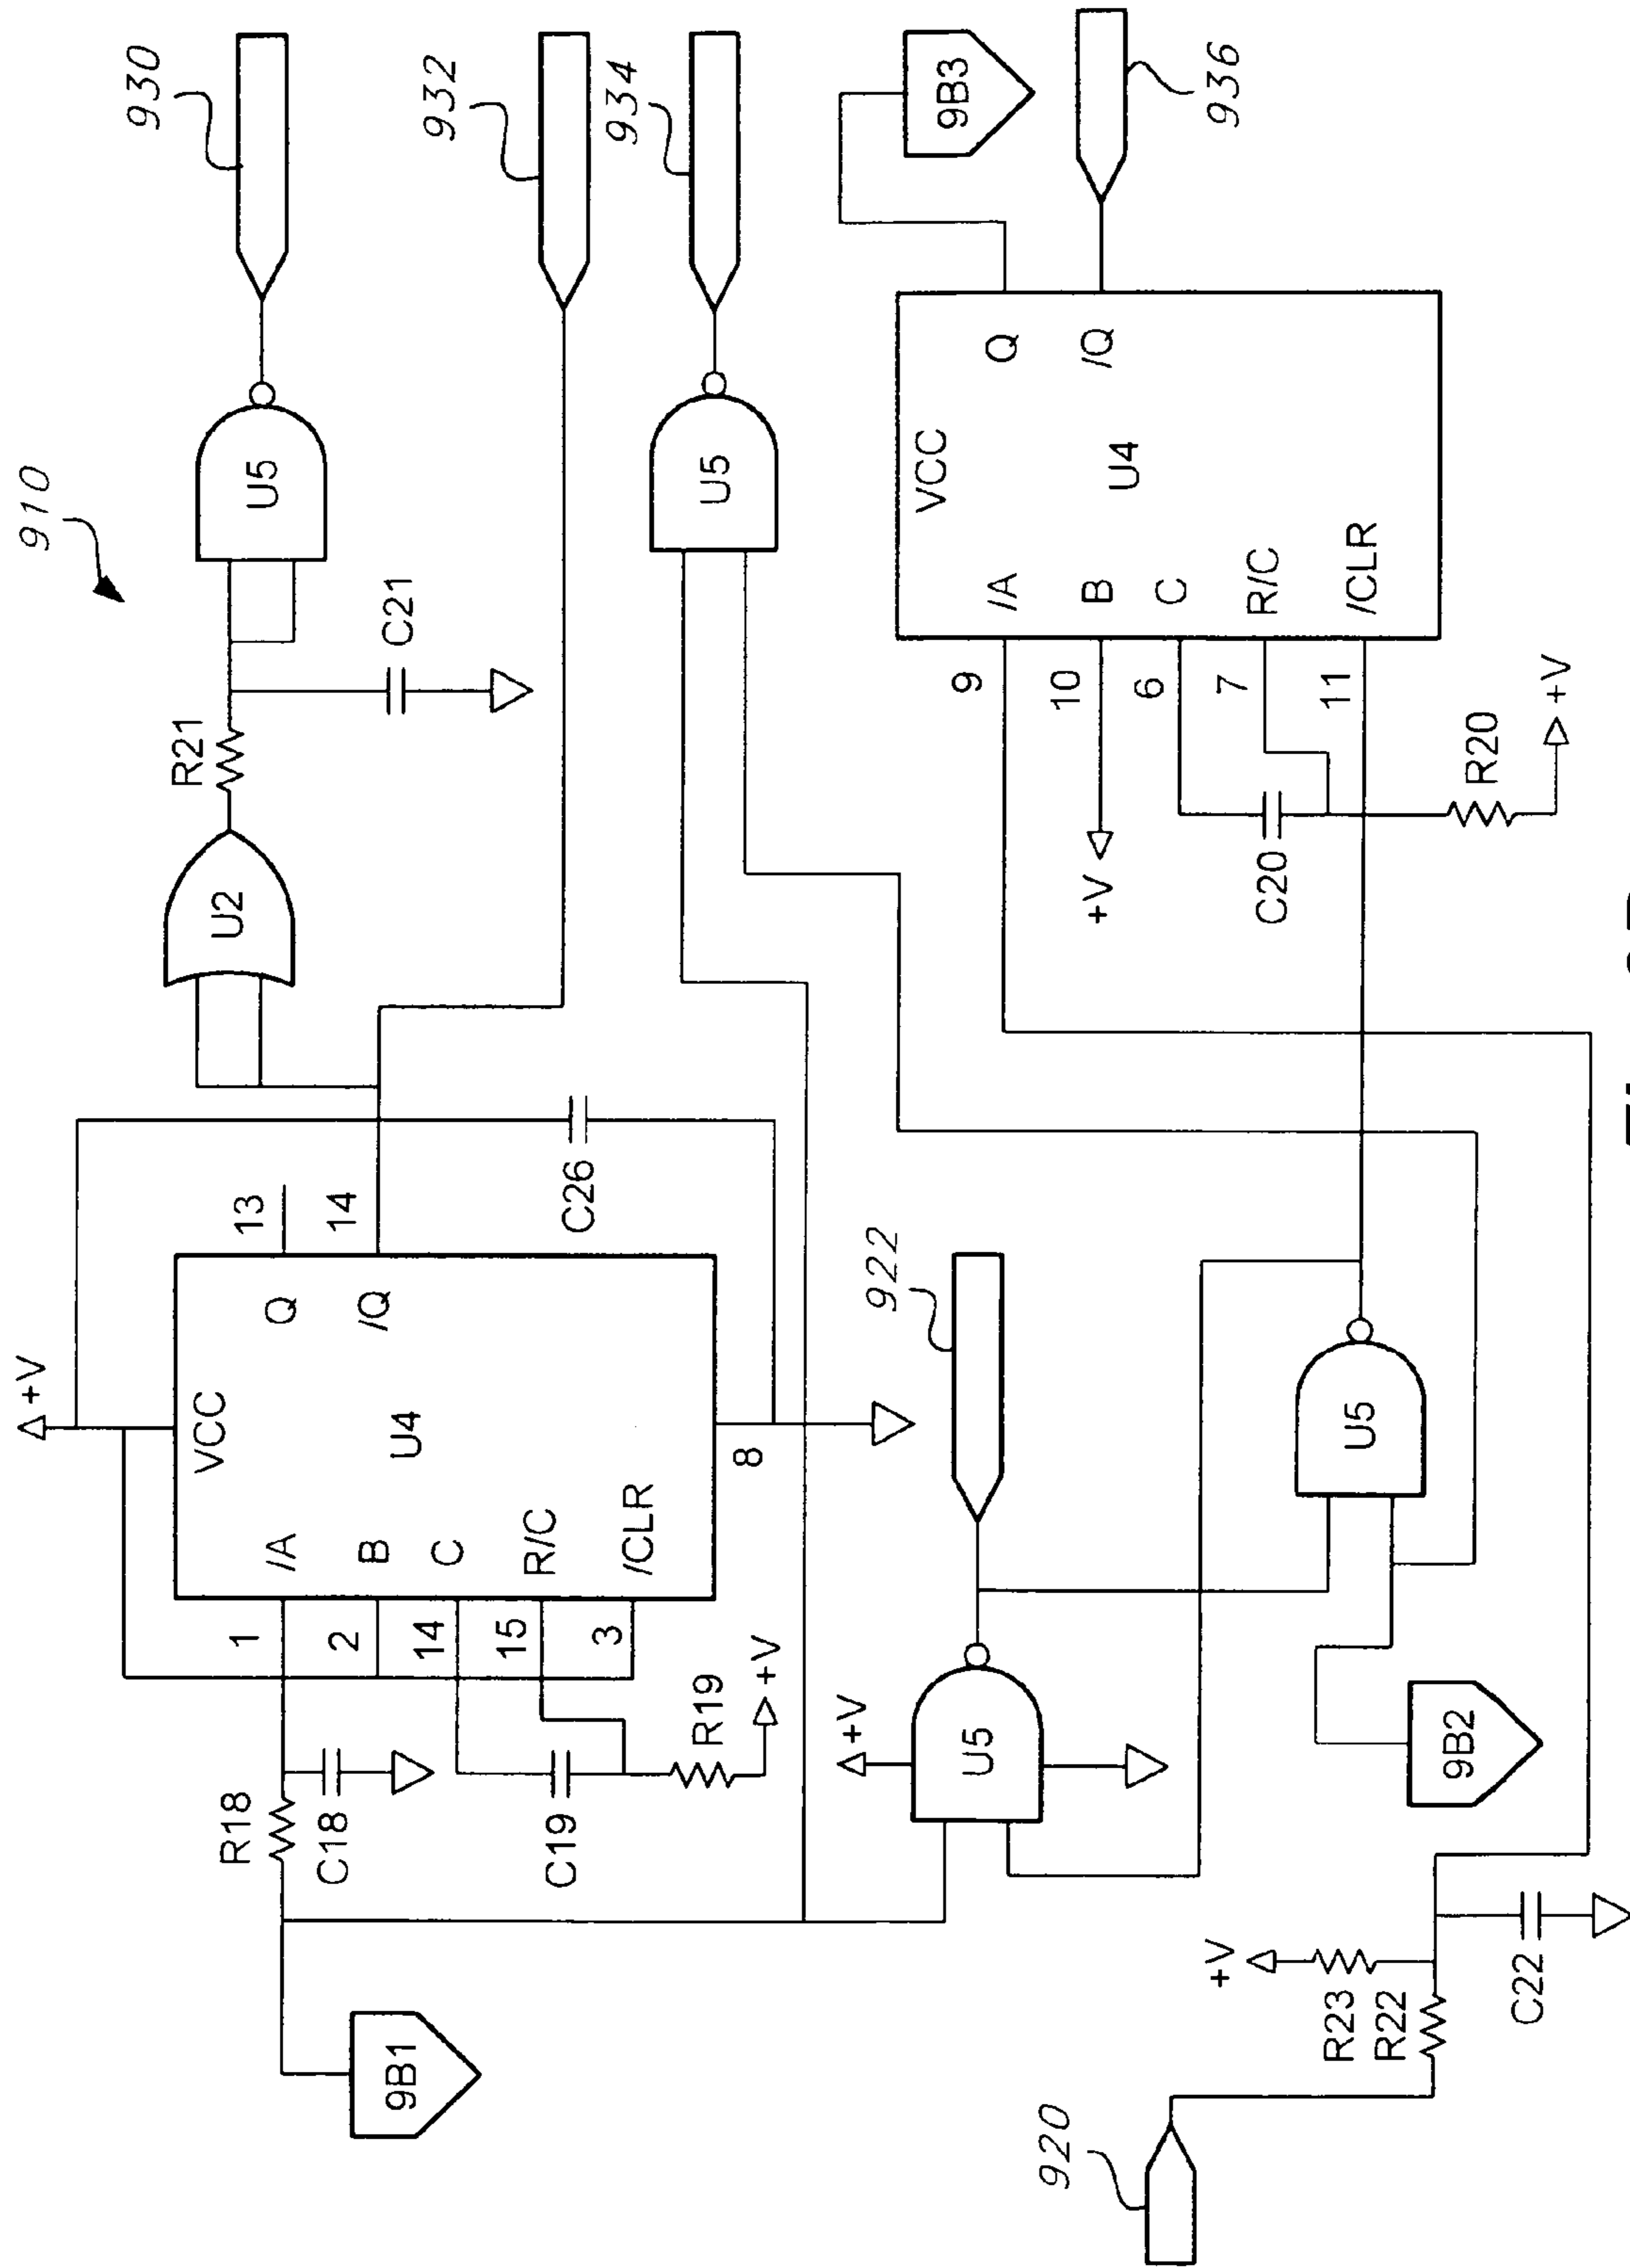 +V
910
930
R21
U2
U5
VCC
R18
1
/A
Q
13
C18
2
B
/Q
14
U4
C21
932
14
C
C19
15
R/C
C26
3
/CLR
934
R19
+V
8
U5
9B1
+V
922
VCC
9B3
U5
9
/A
Q
920
+V
10
B
/Q
U4
6
C
936
+V
7
R/C
C20
R23
11
/CLR
R22
U5
9B2
R20
C22
+V